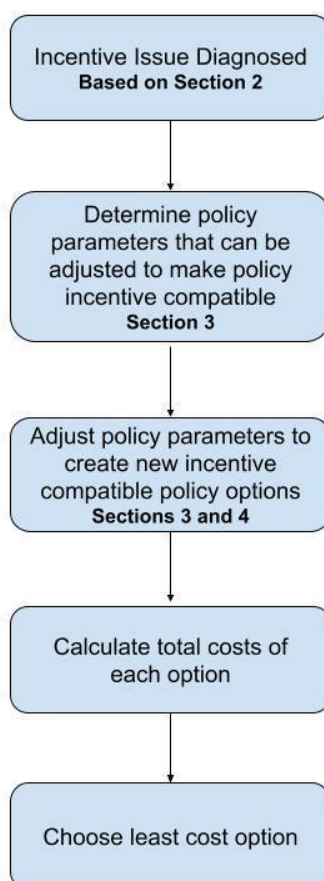 Incentive Issue Diagnosed
Based on Section 2
Determine policy
parameters that can be
adjusted to make policy
incentive compatible
Section 3
Adjust policy parameters to
create new incentive
compatible policy options
Sections 3 and 4
Calculate total costs of
each option
Choose least cost option